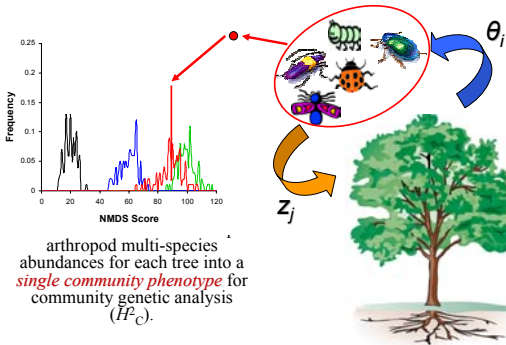 θi
0.25
0.2
0.15
0.1
0.05
0
Frequency
0 20 40 60 80 100 120
NMDS Score
zj
arthropod multi-species
abundances for each tree into a
single community phenotype for
community genetic analysis
(H²C).